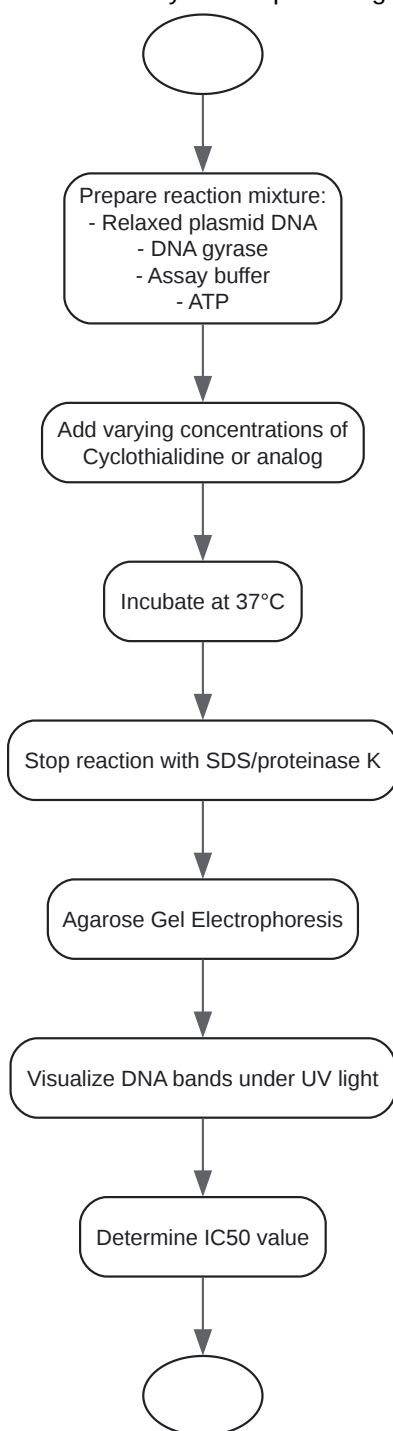 Prepare reaction mixture:
- Relaxed plasmid DNA
- DNA gyrase
- Assay buffer
- ATP
Add varying concentrations of
Cyclothialidine or analog
Incubate at 37°C
Stop reaction with SDS/proteinase K
Agarose Gel Electrophoresis
Visualize DNA bands under UV light
Determine IC50 value